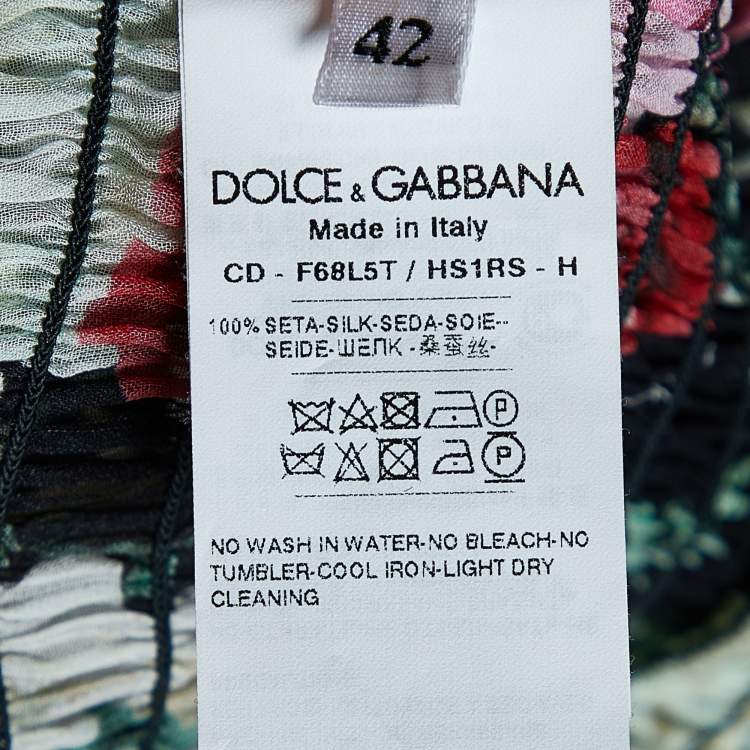 42
DOLCE & GABBANA
Made in Italy
CD - F68L5T / HS1RS - H
100% SETA-SILK-SEDA-SOIE-
SEIDE-ШЕЛК -桑蚕丝-
P
P
NO WASH IN WATER-NO BLEACH-NO
TUMBLER-COOL IRON-LIGHT DRY
CLEANING